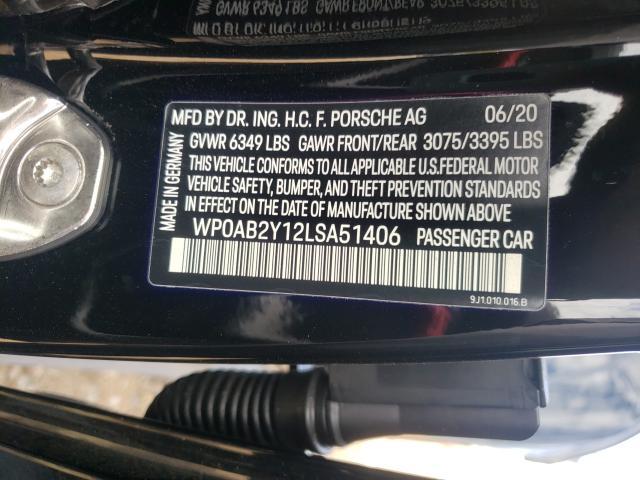 MFD BY DR. ING. H.C. F. PORSCHE AG 06/20
GVWR 6349 LBS GAWR FRONT/REAR 3075/3395 LBS
THIS VEHICLE CONFORMS TO ALL APPLICABLE U.S.FEDERAL MOTOR
VEHICLE SAFETY, BUMPER, AND THEFT PREVENTION STANDARDS
IN EFFECT ON THE DATE OF MANUFACTURE SHOWN ABOVE
WP0AB2Y12LSA51406 PASSENGER CAR
MADE IN GERMANY
9J1.010.016.B